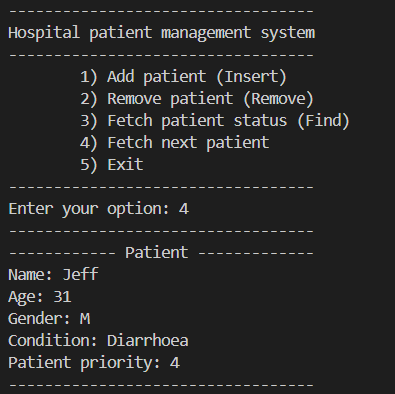 ----------------------------------
Hospital patient management system
----------------------------------
        1) Add patient (Insert)
        2) Remove patient (Remove)
        3) Fetch patient status (Find)
        4) Fetch next patient
        5) Exit
----------------------------------
Enter your option: 4
----------------------------------
------------ Patient -------------
Name: Jeff
Age: 31
Gender: M
Condition: Diarrhoea
Patient priority: 4
----------------------------------